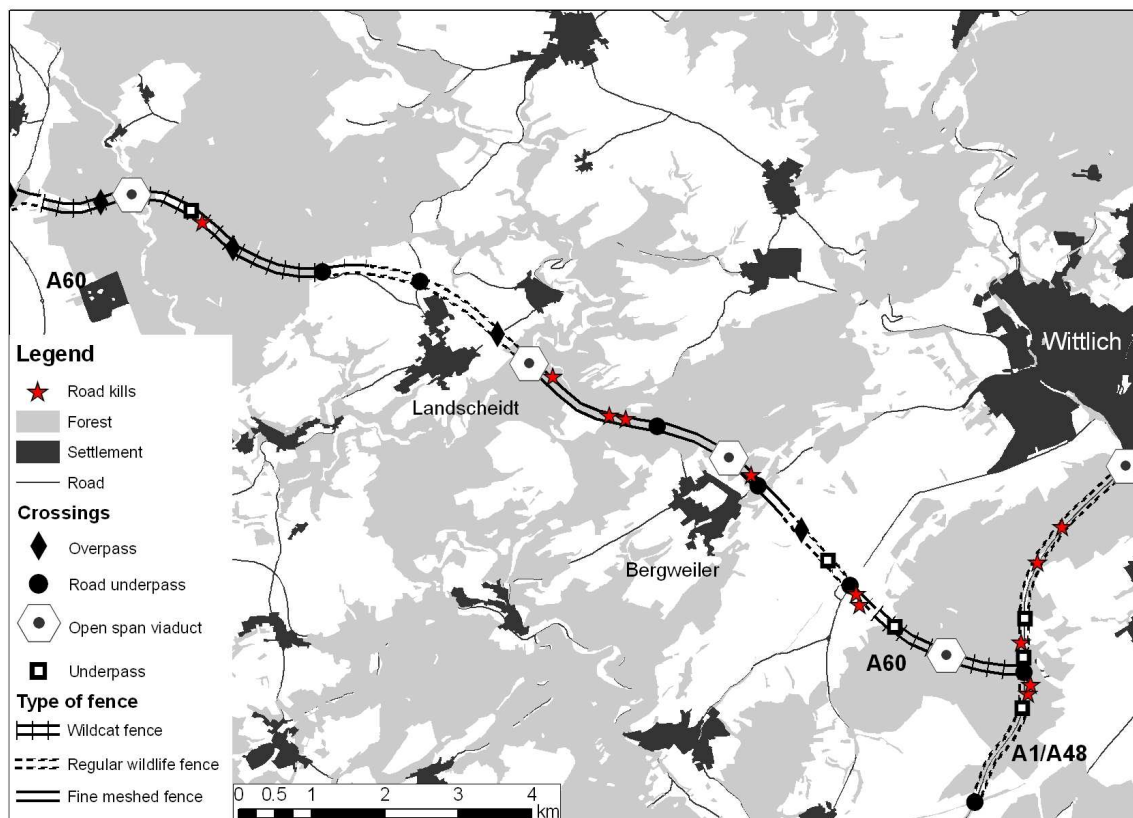 Wittlich
A60
Landscheidt
Bergweiler
A60
A1/A48
Legend
Road kills
Forest
Settlement
Road
Crossings
Overpass
Road underpass
Open span viaduct
Underpass
Type of fence
Wildcat fence
Regular wildlife fence
Fine meshed fence
0 0.5 1 2 3 4
km